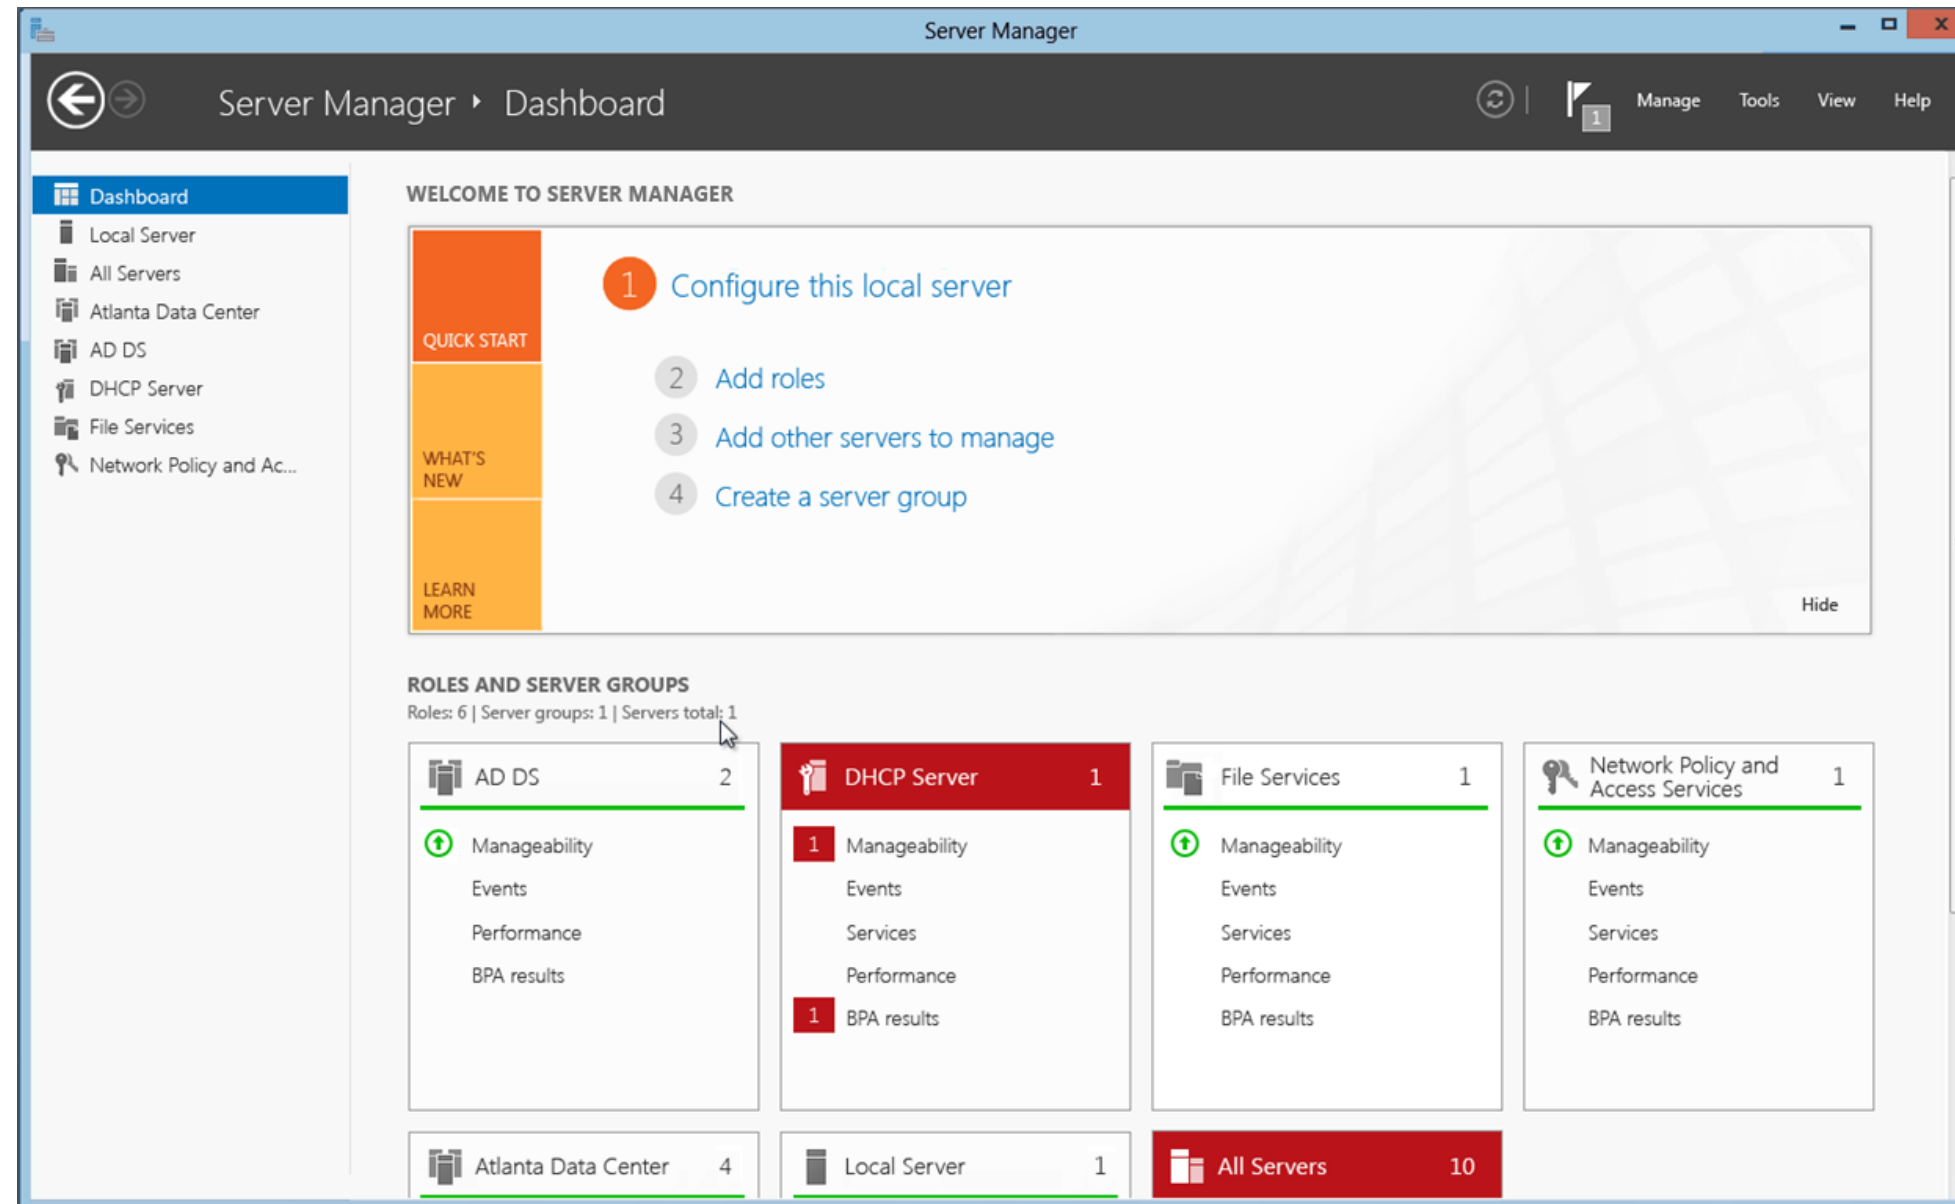 Server Manager
Server Manager ‣ Dashboard
1
Manage
Tools
View
Help
Dashboard
Local Server
All Servers
Atlanta Data Center
AD DS
DHCP Server
File Services
Network Policy and Ac...
WELCOME TO SERVER MANAGER
QUICK START
WHAT'S
NEW
LEARN
MORE
1 Configure this local server
2 Add roles
3 Add other servers to manage
4 Create a server group
Hide
ROLES AND SERVER GROUPS
Roles: 6 | Server groups: 1 | Servers total: 1
AD DS 2
Manageability
Events
Performance
BPA results
DHCP Server 1
1 Manageability
Events
Services
Performance
1 BPA results
File Services 1
Manageability
Events
Services
Performance
BPA results
Network Policy and
Access Services 1
Manageability
Events
Services
Performance
BPA results
Atlanta Data Center 4
Local Server 1
All Servers 10